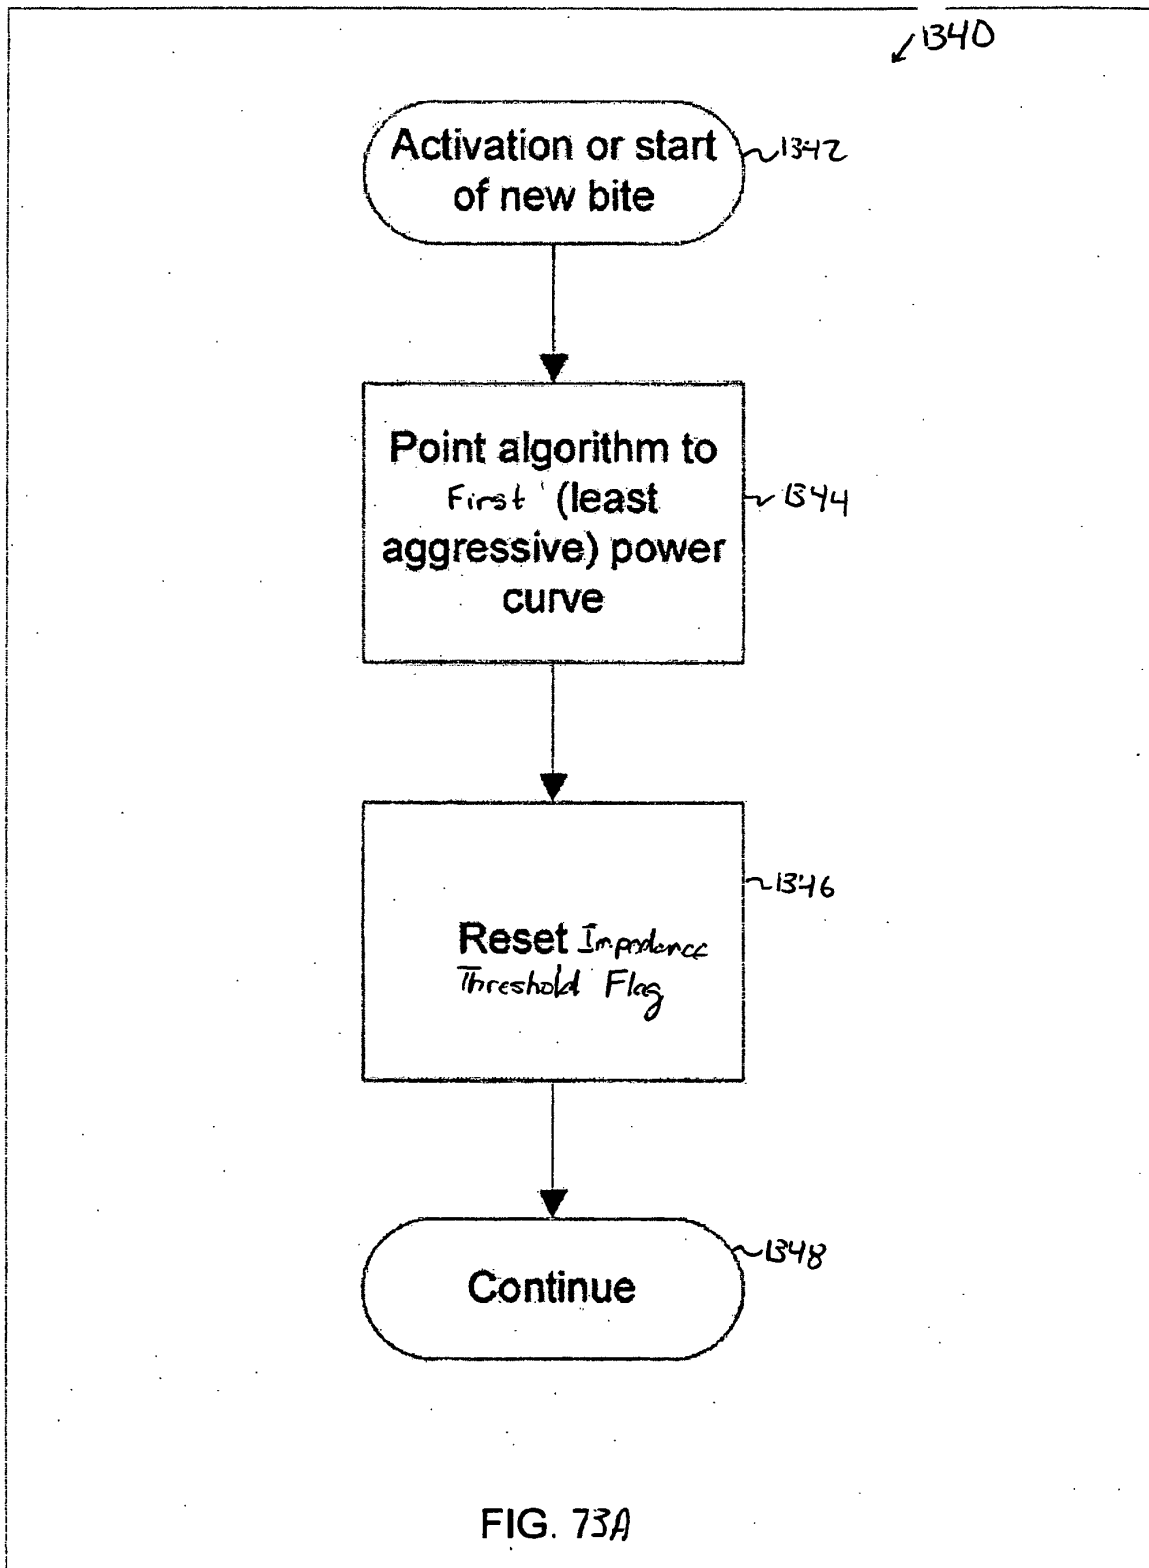 1340
Activation or start
of new bite
1342
Point algorithm to
First (least
aggressive) power
curve
1344
Reset Impedance
Threshold Flag
1346
Continue
1348
FIG. 73A